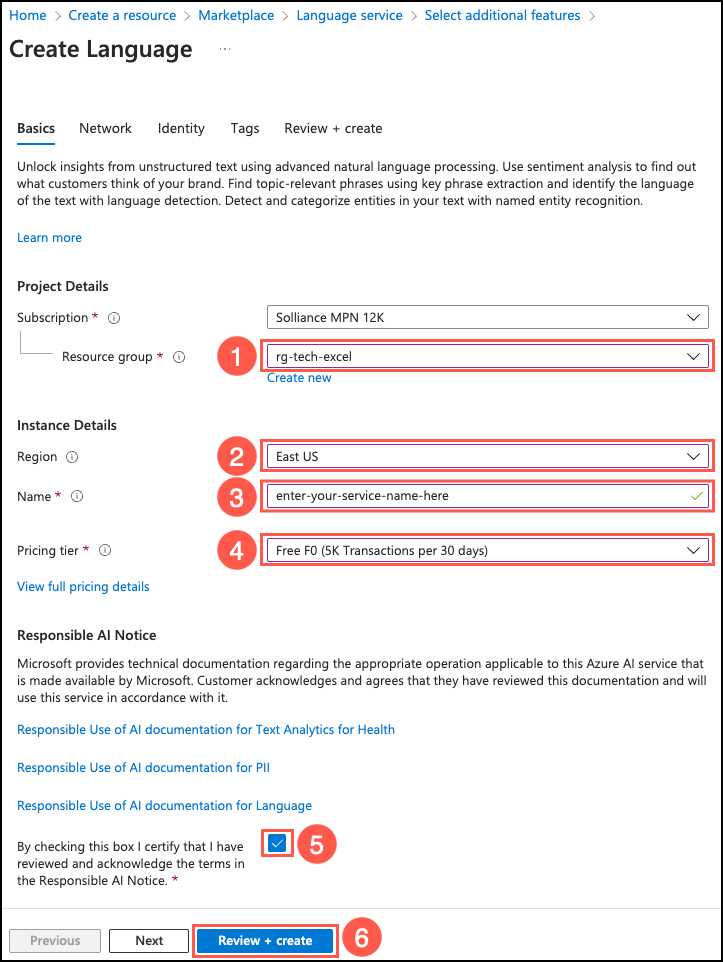 Home > Create a resource > Marketplace > Language service > Select additional features >
Create Language ...
Basics Network Identity Tags Review + create
Unlock insights from unstructured text using advanced natural language processing. Use sentiment analysis to find out
what customers think of your brand. Find topic-relevant phrases using key phrase extraction and identify the language
of the text with language detection. Detect and categorize entities in your text with named entity recognition.
Learn more
Project Details
Subscription * Solliance MPN 12K
Resource group * 1 rg-tech-excel
Create new
Instance Details
Region 2 East US
Name * 3 enter-your-service-name-here
Pricing tier * 4 Free F0 (5K Transactions per 30 days)
View full pricing details
Responsible AI Notice
Microsoft provides technical documentation regarding the appropriate operation applicable to this Azure AI service that
is made available by Microsoft. Customer acknowledges and agrees that they have reviewed this documentation and will
use this service in accordance with it.
Responsible Use of AI documentation for Text Analytics for Health
Responsible Use of AI documentation for PII
Responsible Use of AI documentation for Language
By checking this box I certify that I have
reviewed and acknowledge the terms in
the Responsible AI Notice. *
5
Previous Next Review + create 6